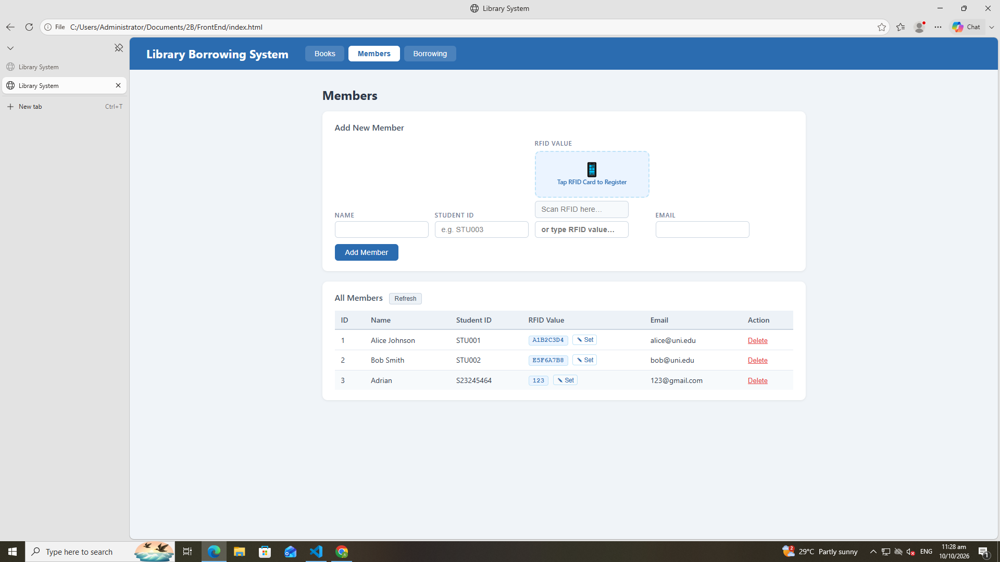 Library System
File C:/Users/Administrator/Documents/2B/FrontEnd/index.html
Chat
Library System
Library System
New tab Ctrl+T
Library Borrowing System Books Members Borrowing
Members
Add New Member
RFID VALUE
Tap RFID Card to Register
Scan RFID here...
NAME STUDENT ID EMAIL
e.g. STU003 or type RFID value...
Add Member
All Members Refresh
ID Name Student ID RFID Value Email Action
1 Alice Johnson STU001 A1B2C3D4 Set alice@uni.edu Delete
2 Bob Smith STU002 E5F6A7B8 Set bob@uni.edu Delete
3 Adrian S23245464 123 Set 123@gmail.com Delete
Type here to search
2 29°C Partly sunny ENG 11:28 am
10/10/2026 1